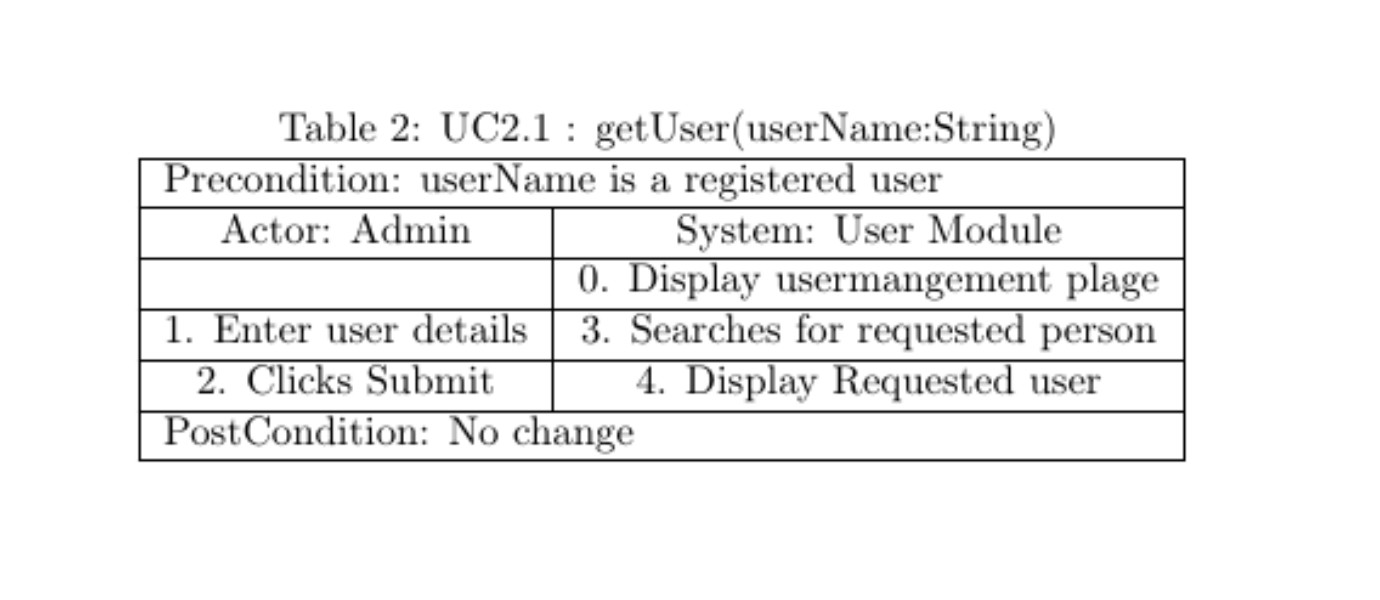 Table 2: UC2.1 : getUser(userName:String)
Precondition: userName is a registered user
Actor: Admin System: User Module
0. Display usermangement plage
1. Enter user details 3. Searches for requested person
2. Clicks Submit 4. Display Requested user
PostCondition: No change